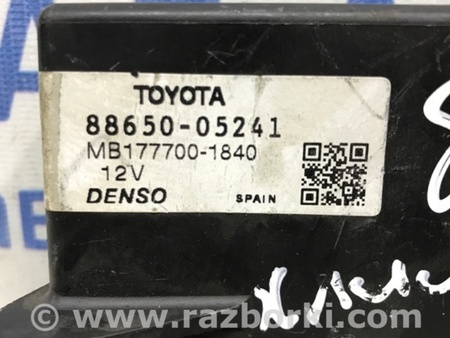 TOYOTA
88650-05241
MB177700-1840
12V
DENSO SPAIN
www.razborki.com